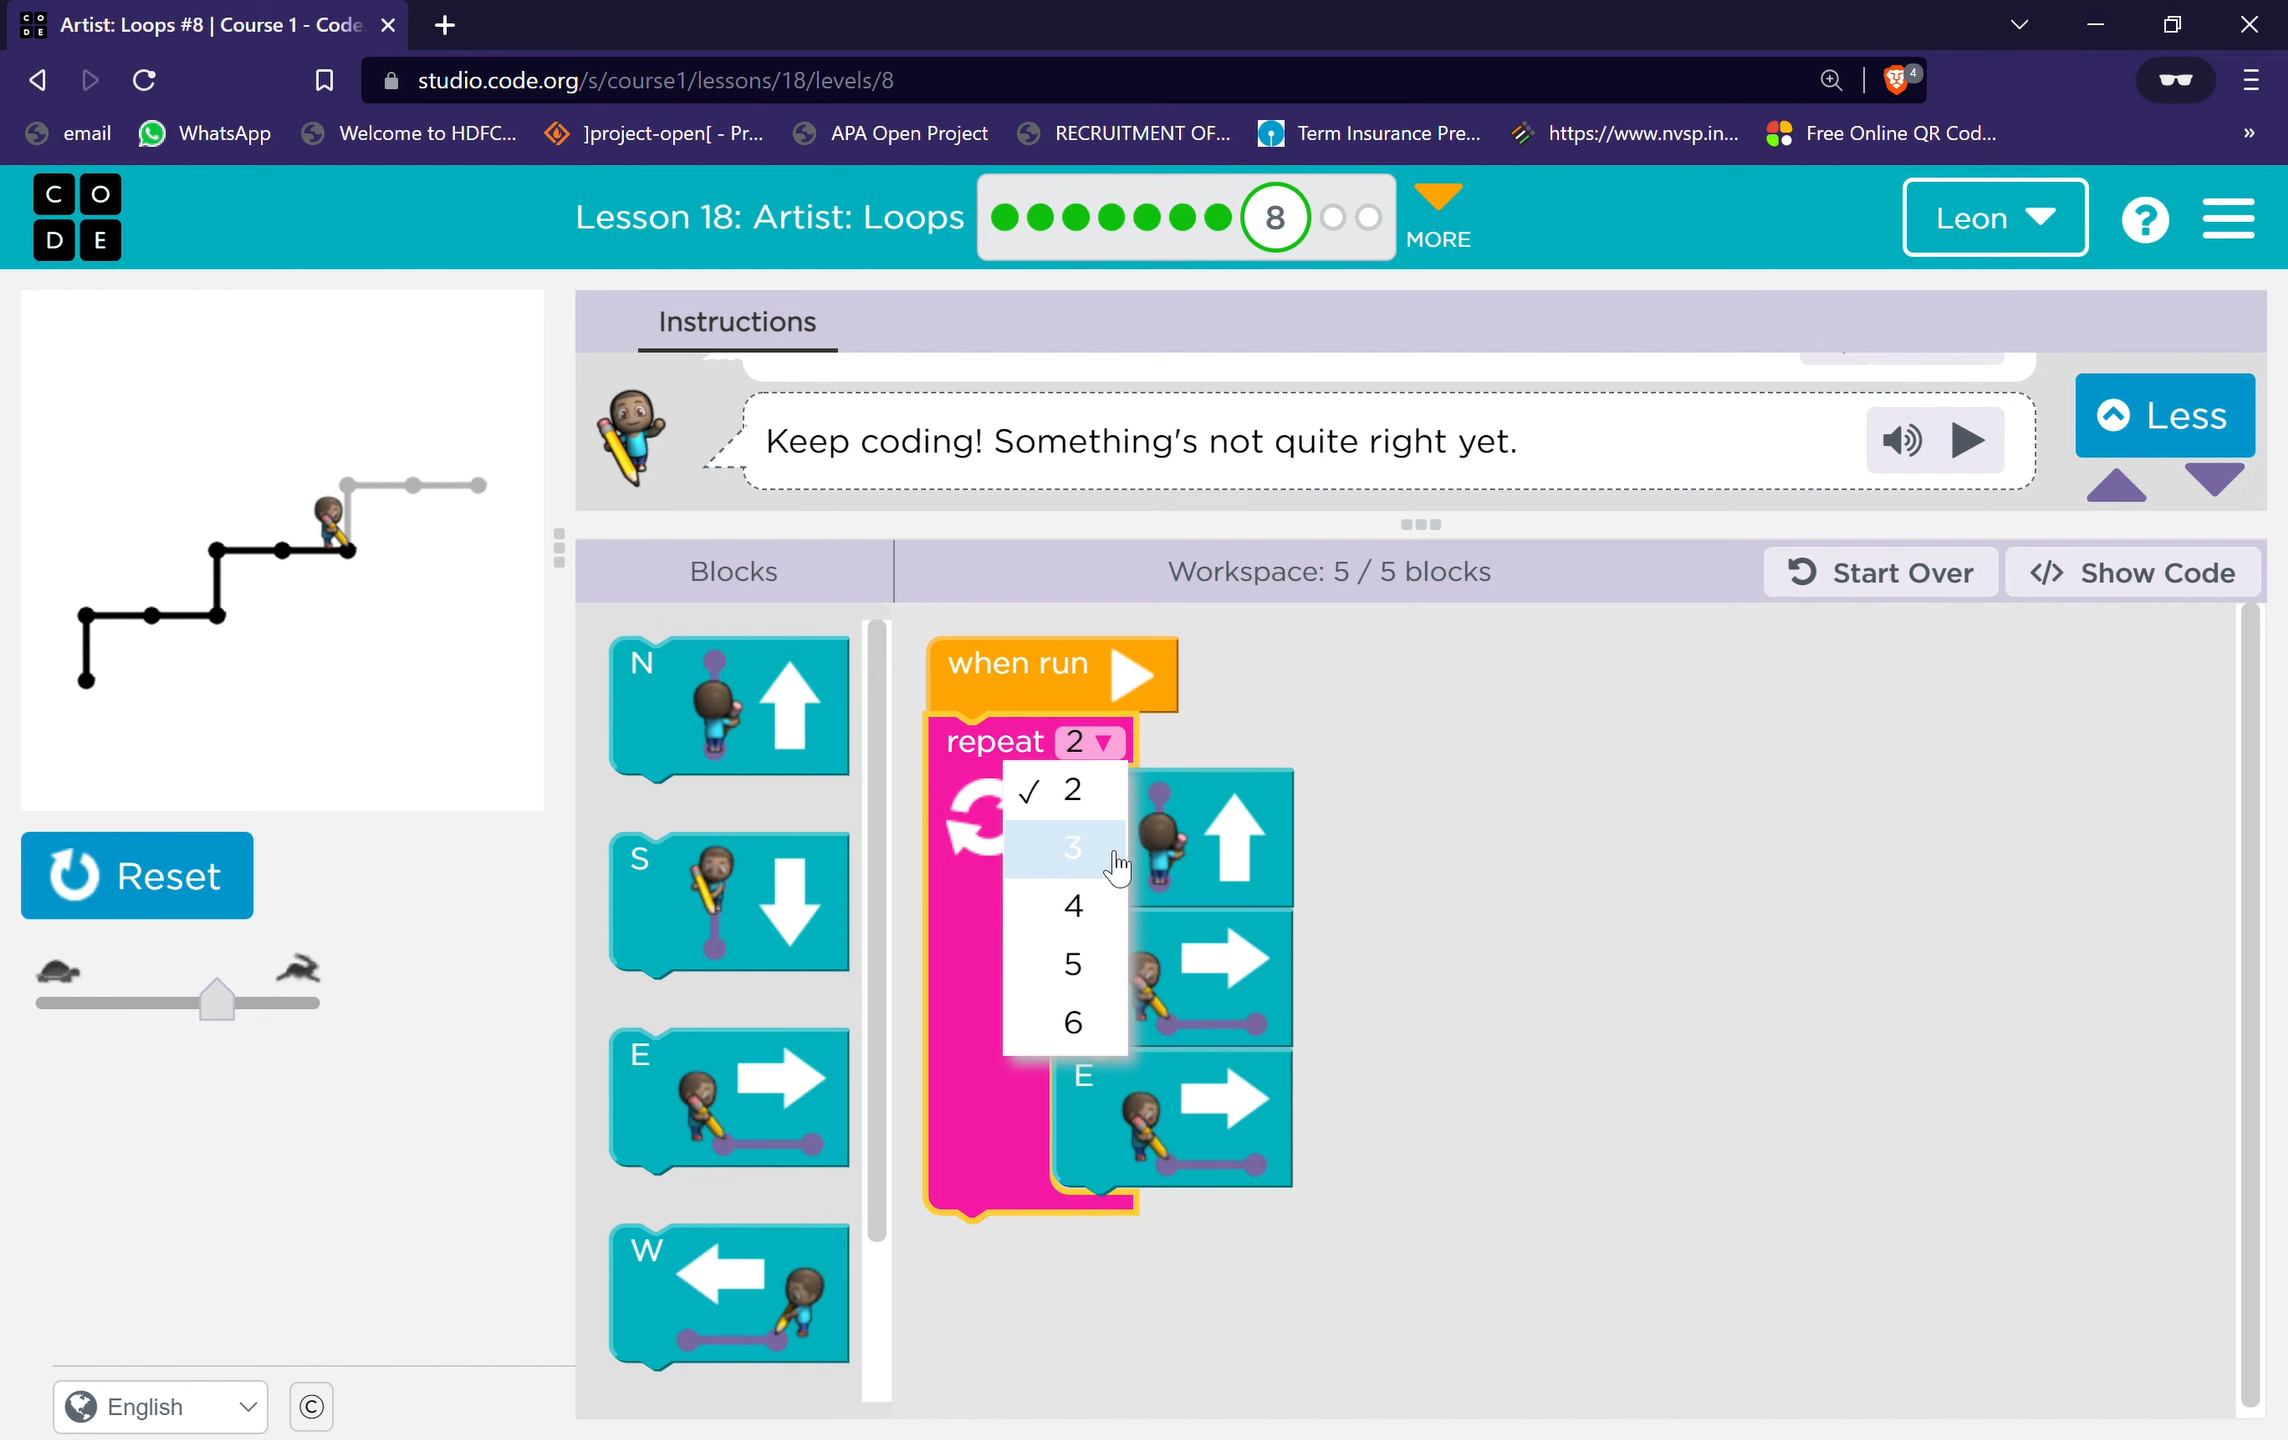 C O
D E
Artist: Loops #8 | Course 1 - Code
studio.code.org/s/course1/lessons/18/levels/8
4
email
WhatsApp
Welcome to HDFC...
]project-open[ - Pr...
APA Open Project
RECRUITMENT OF...
Term Insurance Pre...
https://www.nvsp.in...
Free Online QR Cod...
»
C O
D E
Lesson 18: Artist: Loops
8
MORE
Leon
?
Instructions
Keep coding! Something's not quite right yet.
Less
Blocks
Workspace: 5 / 5 blocks
Start Over
</> Show Code
N
S
E
W
when run
repeat 2
✓ 2
3
4
5
6
E
Reset
English
©